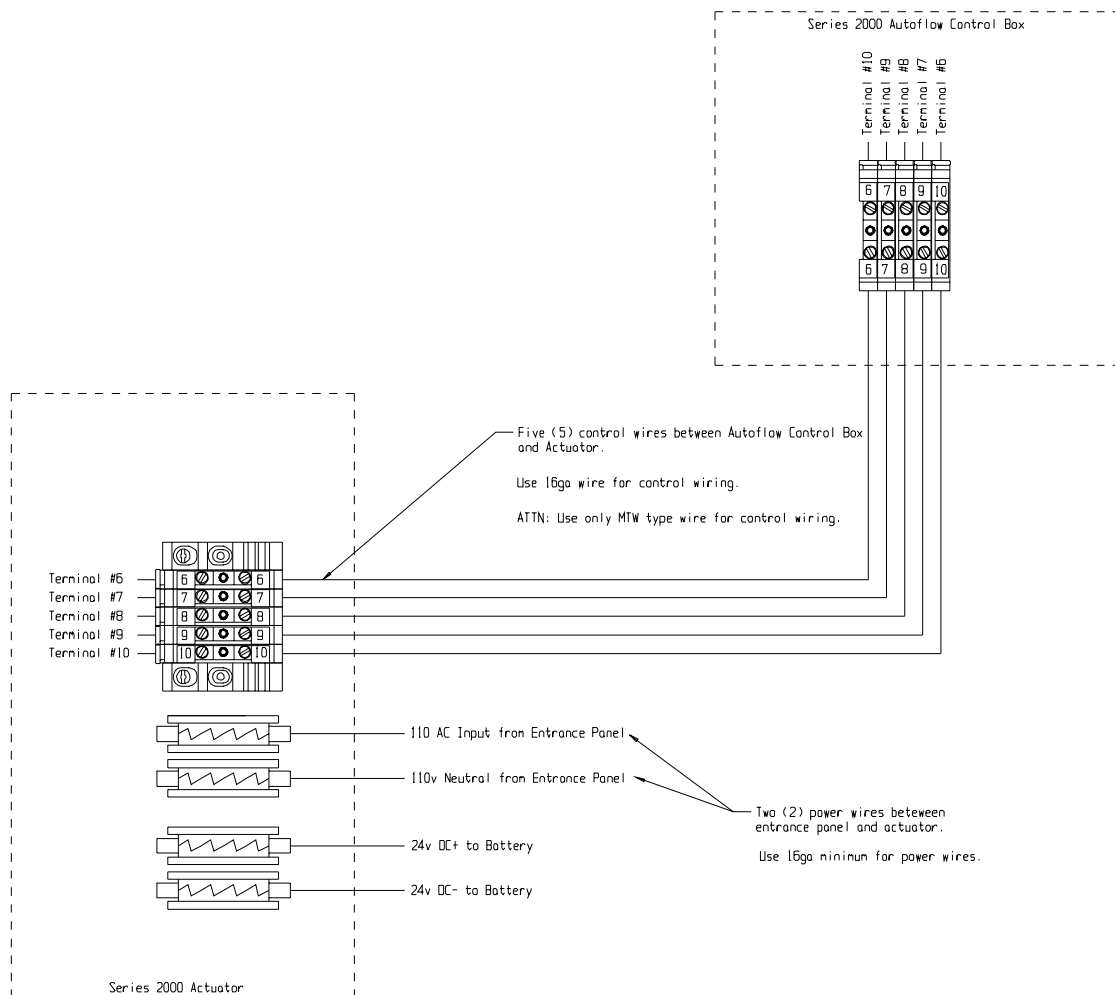 Series 2000 Autoflow Control Box
Terminal #10
Terminal #9
Terminal #8
Terminal #7
Terminal #6
6 7 8 9 10
6 7 8 9 10
Five (5) control wires between Autoflow Control Box
and Actuator.
Use 16ga wire for control wiring.
ATTN: Use only MTW type wire for control wiring.
Terminal #6 6 6
Terminal #7 7 7
Terminal #8 8 8
Terminal #9 9 9
Terminal #10 10 10
110 AC Input from Entrance Panel
110v Neutral from Entrance Panel
Two (2) power wires beteween
entrance panel and actuator.
Use 16ga minimum for power wires.
24v DC+ to Battery
24v DC- to Battery
Series 2000 Actuator